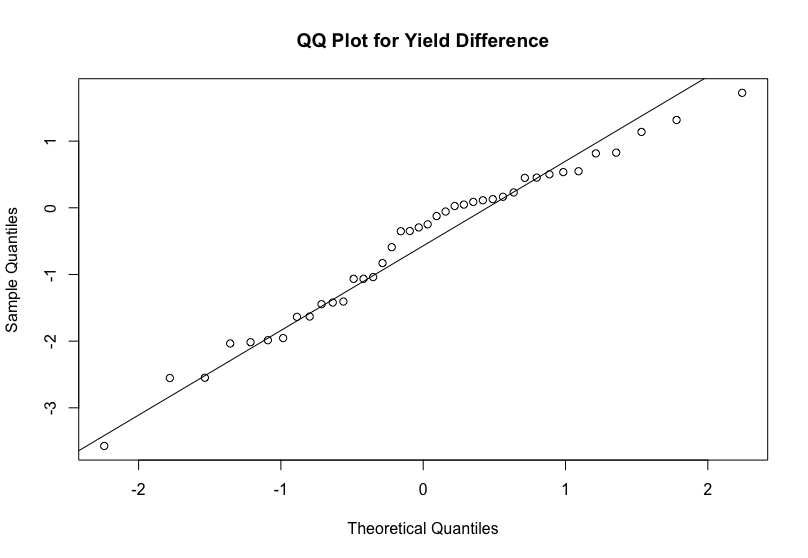 QQ Plot for Yield Difference
Sample Quantiles
1
0
-1
-2
-3
-2 -1 0 1 2
Theoretical Quantiles